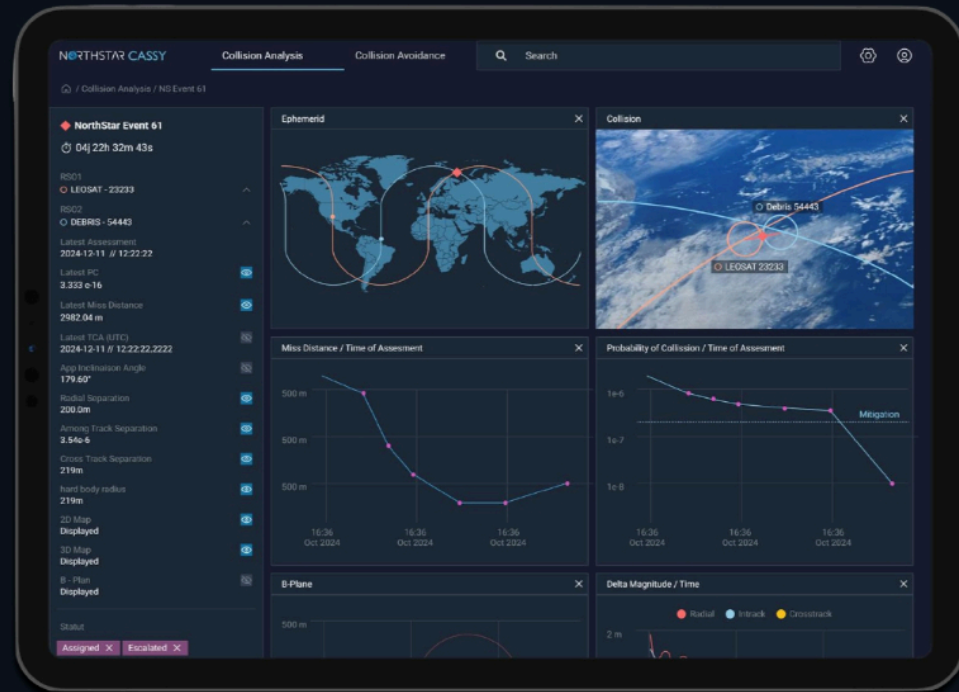 NORTHSTAR CASSY
Collision Analysis
Collision Avoidance
Search
/ Collision Analysis / NS Event 61
NorthStar Event 61
04j 22h 32m 43s
RSO1
LEOSAT - 23233
RSO2
DEBRIS - 54443
Latest Assessment
2024-12-11 // 12:22:22
Latest PC
3.333 e-16
Latest Miss Distance
2982.04 m
Latest TCA (UTC)
2024-12-11 // 12:22:22.2222
App Inclinaison Angle
179.60°
Radial Separation
200.0m
Among Track Separation
3.54e-6
Cross Track Separation
219m
hard body radius
219m
2D Map
Displayed
3D Map
Displayed
B - Plan
Displayed
Status
Assigned X
Escalated X
Ephemerid
Collision
Debris 54443
LEOSAT 23233
Miss Distance / Time of Assesment
500 m
500 m
500 m
16:36
Oct 2024
16:36
Oct 2024
16:36
Oct 2024
Probability of Collission / Time of Assesment
1e-6
Mitigation
1e-7
1e-8
16:36
Oct 2024
16:36
Oct 2024
16:36
Oct 2024
B-Plane
500 m
Delta Magnitude / Time
Radial
Intrack
Crosstrack
2 m